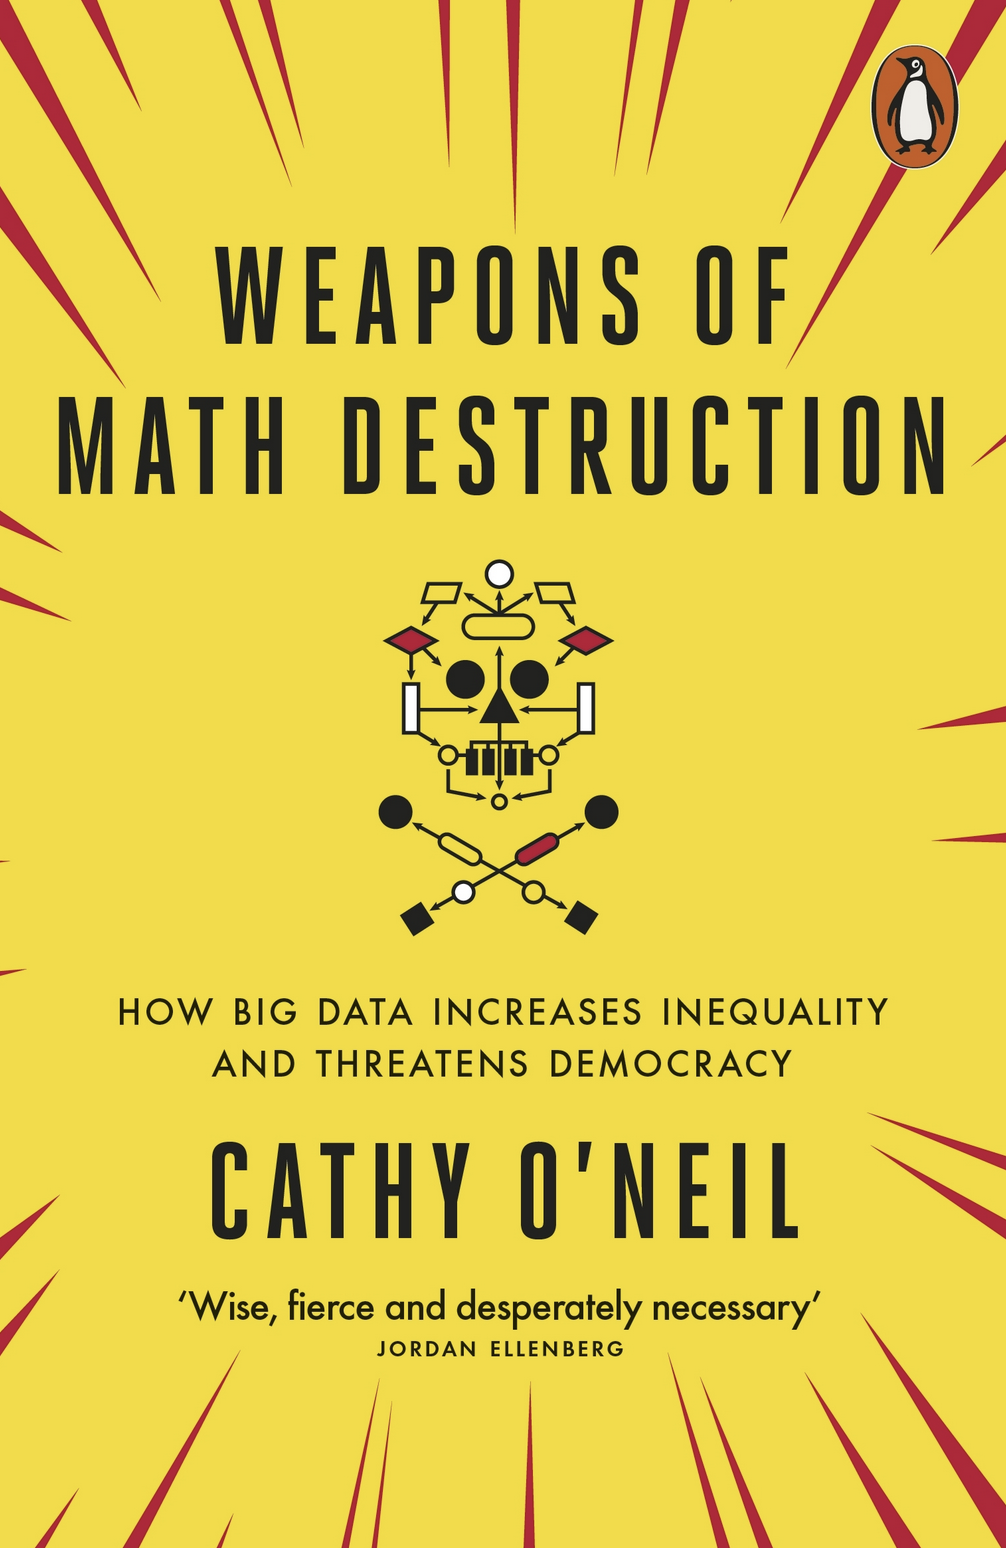 WEAPONS OF
MATH DESTRUCTION
HOW BIG DATA INCREASES INEQUALITY
AND THREATENS DEMOCRACY
CATHY O'NEIL
‘Wise, fierce and desperately necessary’
JORDAN ELLENBERG